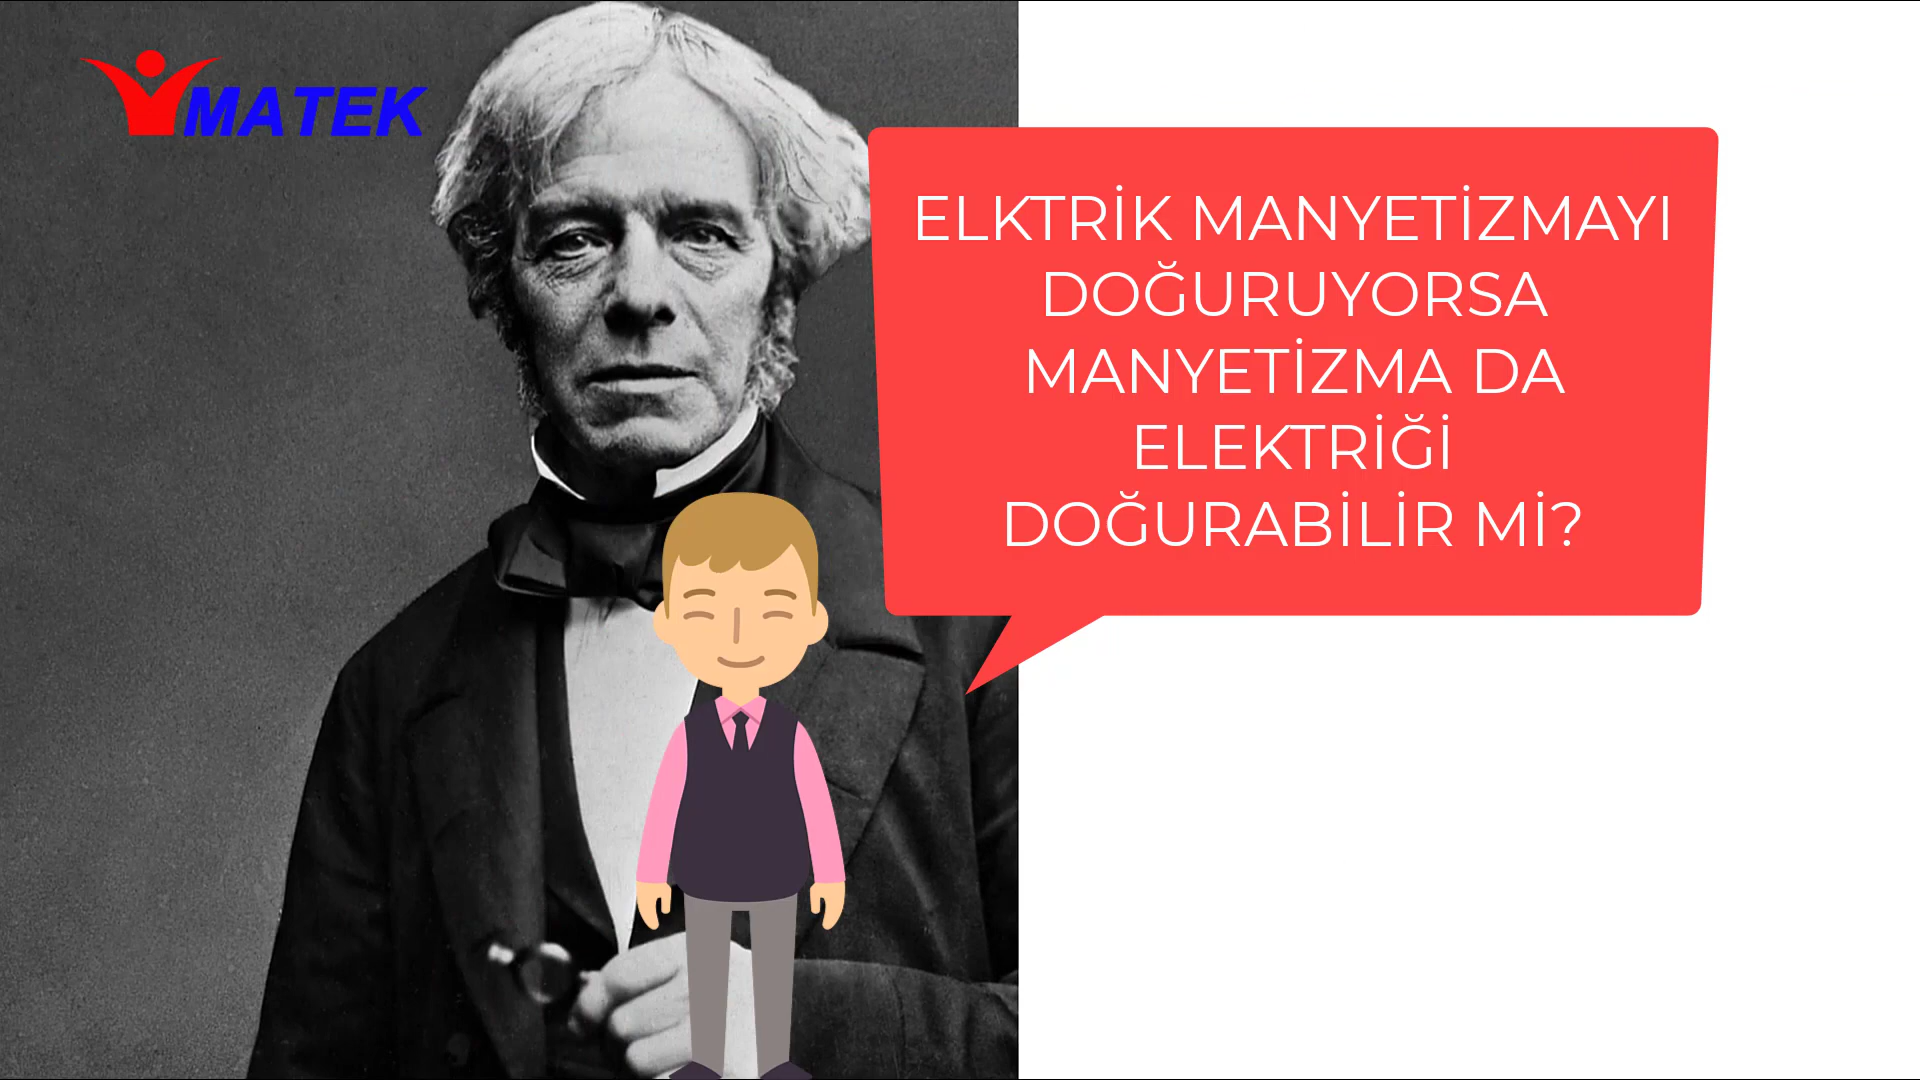 MATEK
ELKTRİK MANYETİZMAYI
DOĞURUYORSA
MANYETİZMA DA
ELEKTRİĞİ
DOĞURABİLİR Mİ?